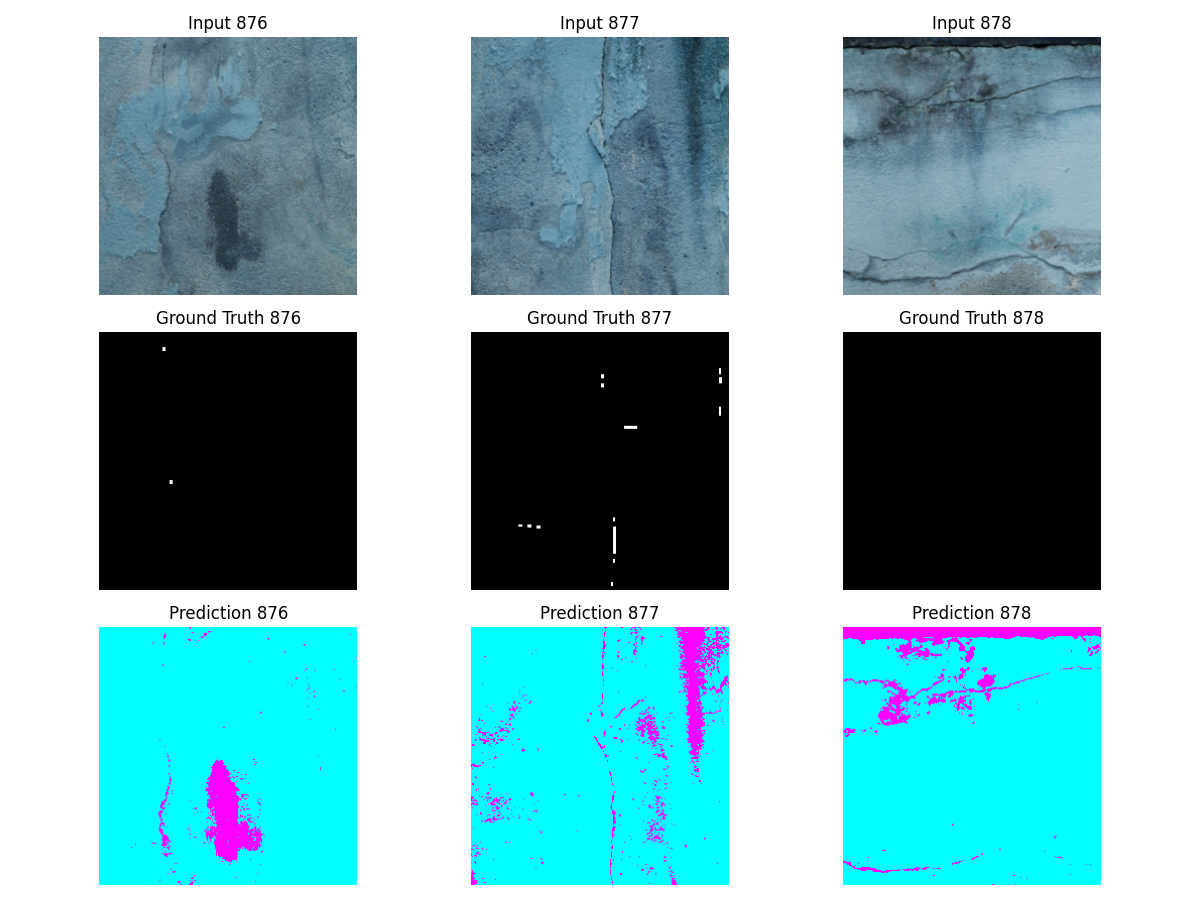 Input 876
Input 877
Input 878
Ground Truth 876
Ground Truth 877
Ground Truth 878
Prediction 876
Prediction 877
Prediction 878